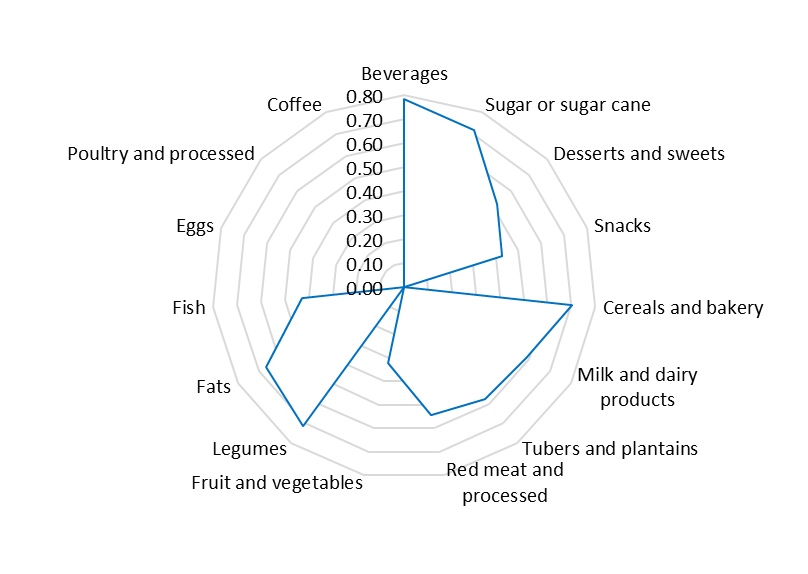 Beverages
Sugar or sugar cane
Desserts and sweets
Snacks
Cereals and bakery
Milk and dairy
products
Tubers and plantains
Red meat and
processed
Fruit and vegetables
Legumes
Fats
Fish
Eggs
Poultry and processed
Coffee
0.80
0.70
0.60
0.50
0.40
0.30
0.20
0.10
0.00